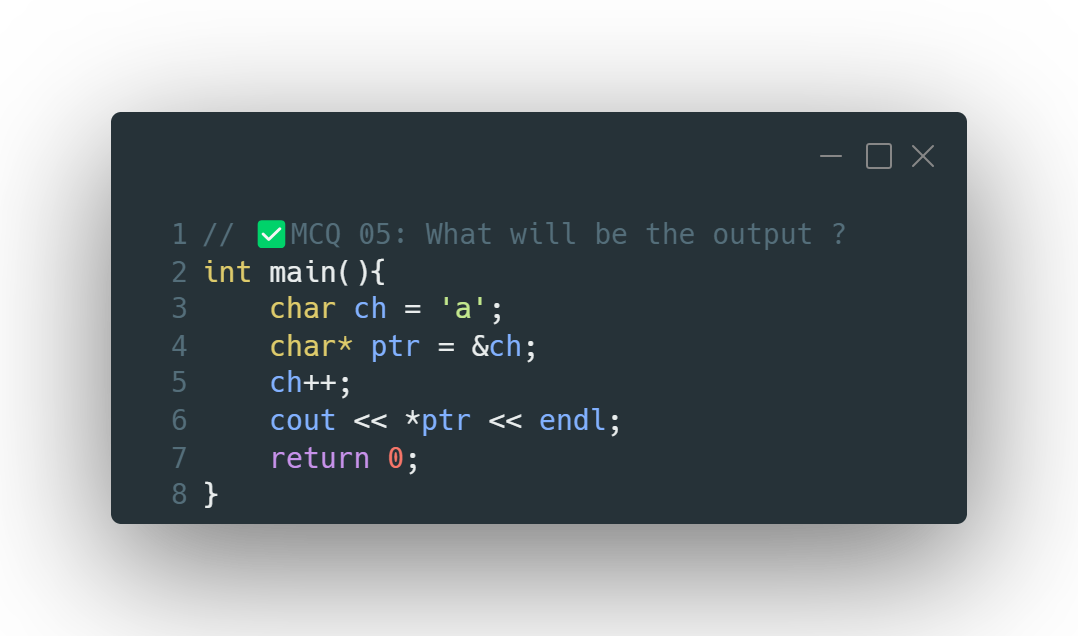 1 // ✅MCQ 05: What will be the output ?
2 int main(){
3     char ch = 'a';
4     char* ptr = &ch;
5     ch++;
6     cout << *ptr << endl;
7     return 0;
8 }